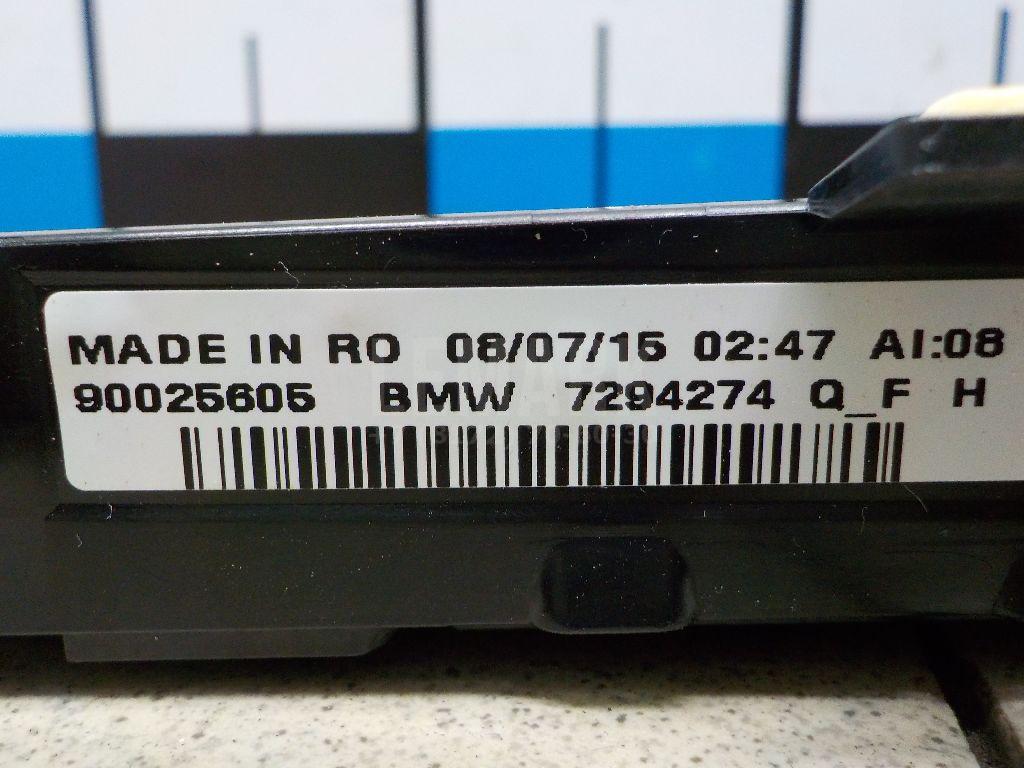 MADE IN RO 08/07/15 02:47 AI:08
90025605 BMW 7294274 Q_F H